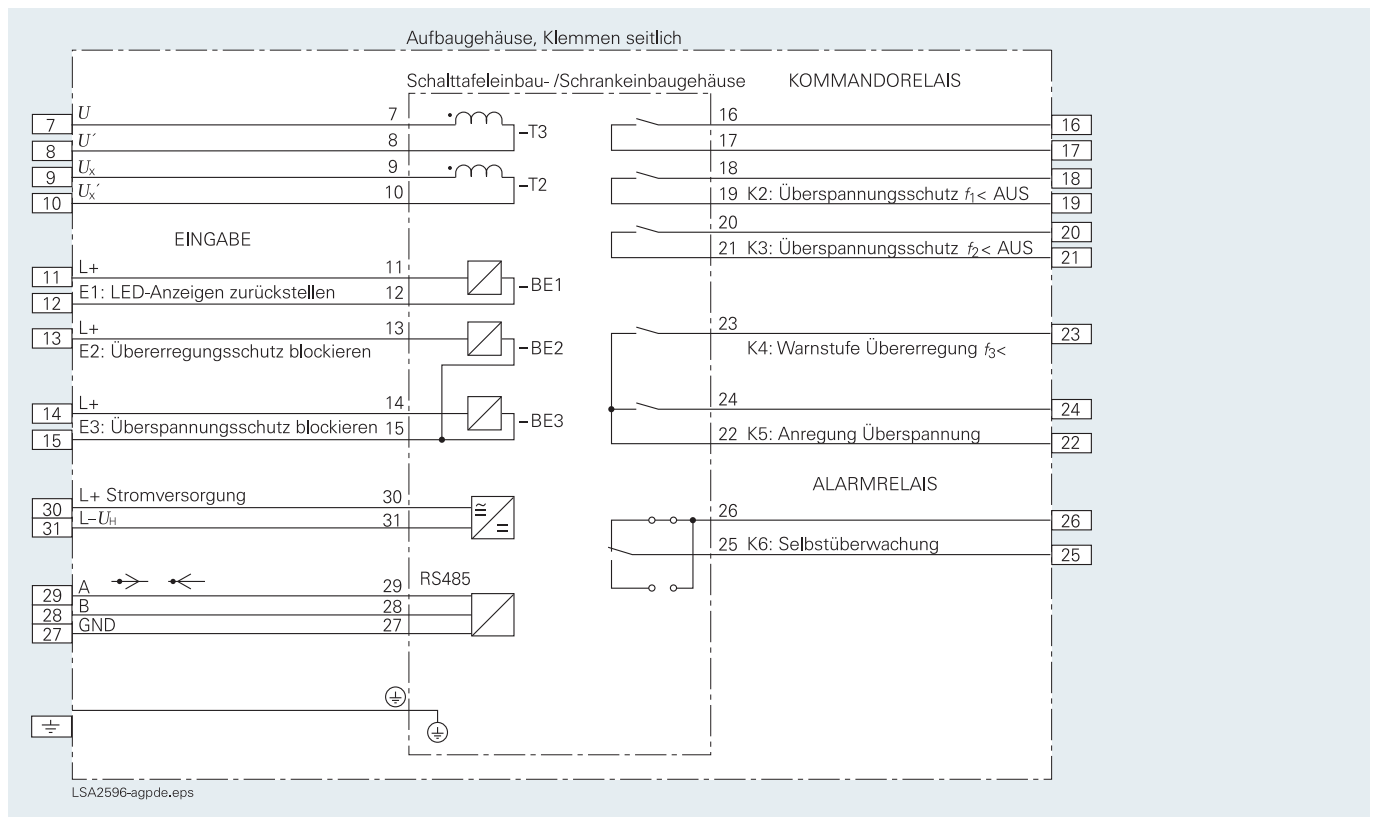 Aufbaugehäuse, Klemmen seitlich
Schalttafeleinbau- /Schrankeinbaugehäuse KOMMANDORELAIS
7 U 7 –T3 16 16
8 U´ 8 17 17
9 Ux 9 –T2 18 18
10 Ux´ 10 19 K2: Überspannungsschutz f1< AUS 19
20 20
EINGABE 21 K3: Überspannungsschutz f2< AUS 21
11 L+ 11 –BE1
12 E1: LED-Anzeigen zurückstellen 12
13 L+ 13 –BE2 23 23
E2: Übererregungsschutz blockieren K4: Warnstufe Übererregung f3<
14 L+ 14 –BE3 24 24
15 E3: Überspannungsschutz blockieren 15 22 K5: Anregung Überspannung 22
ALARMRELAIS
30 L+ Stromversorgung 30 ≅ 26 26
31 L–UH 31 = 25 K6: Selbstüberwachung 25
29 A 29 RS485
28 B 28
27 GND 27
LSA2596-agpde.eps